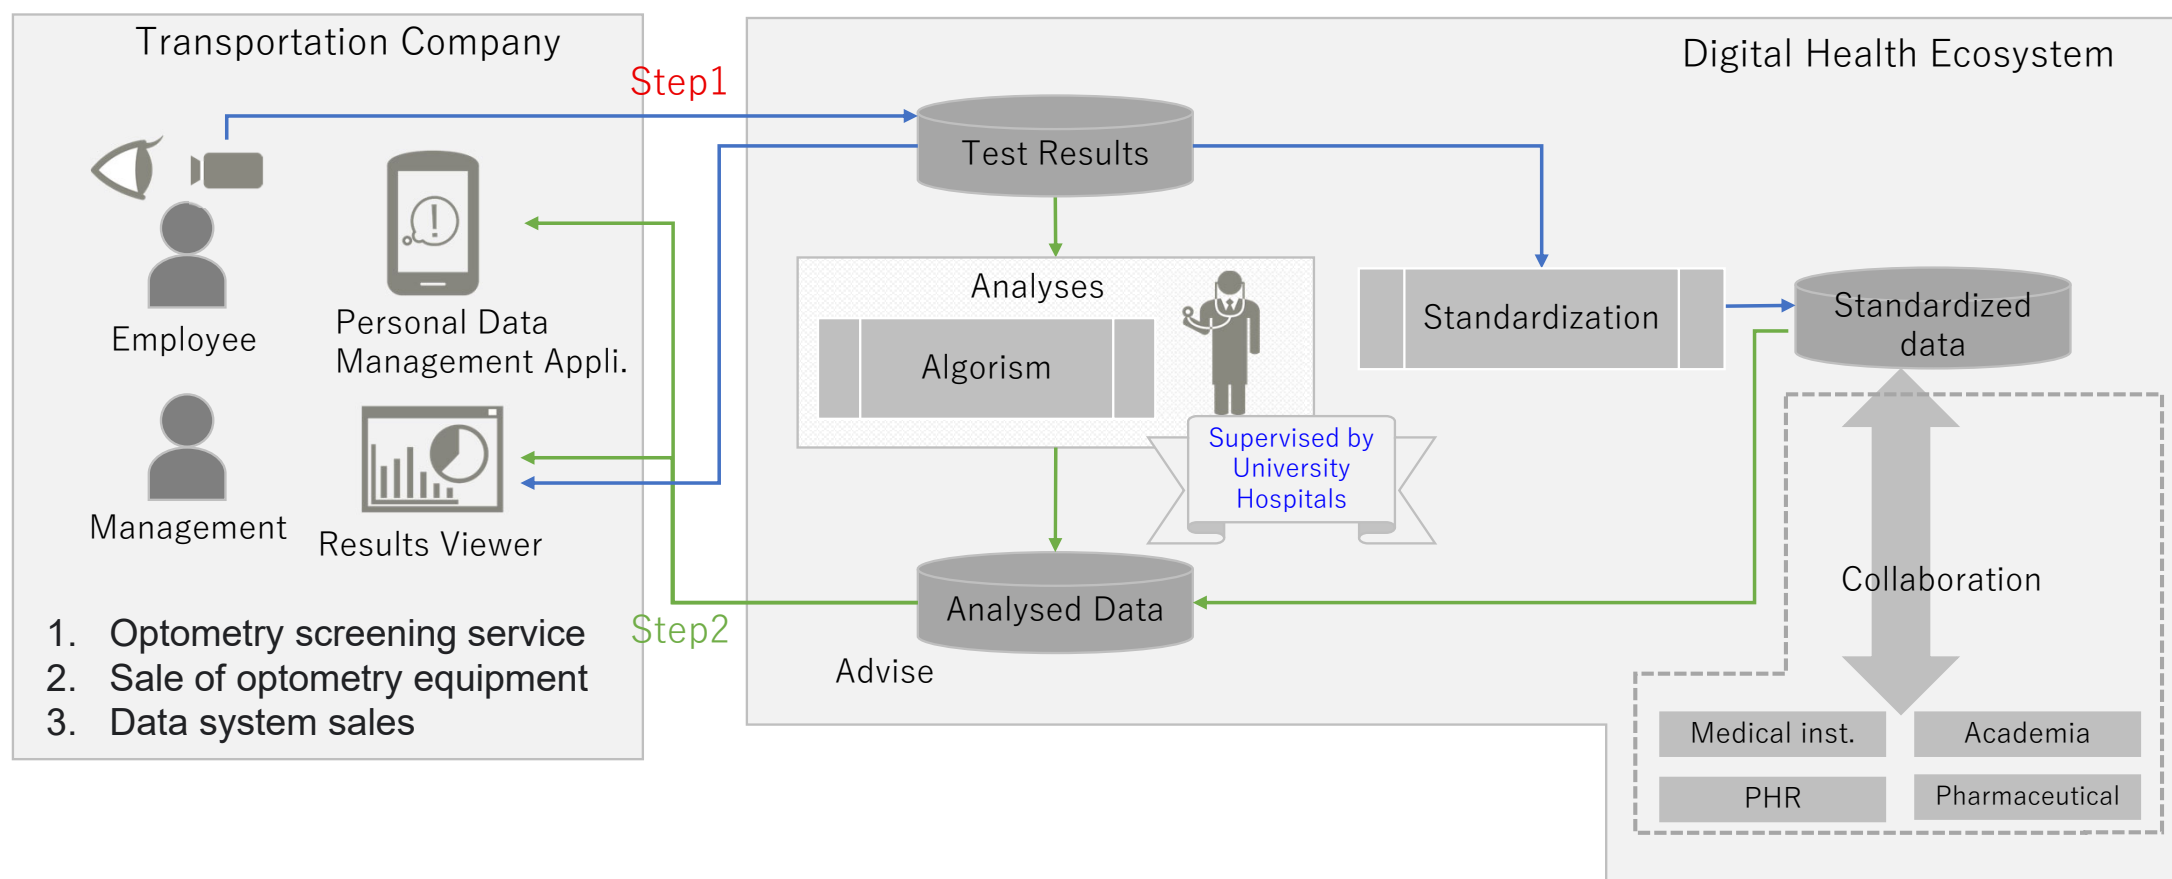 Transportation Company
Digital Health Ecosystem
Step1
Test Results
Employee
Personal Data
Management Appli.
Management
Results Viewer
Analyses
Algorism
Supervised by
University
Hospitals
Standardization
Standardized
data
Analysed Data
Step2
Advise
Collaboration
1. Optometry screening service
2. Sale of optometry equipment
3. Data system sales
Medical inst.
Academia
PHR
Pharmaceutical